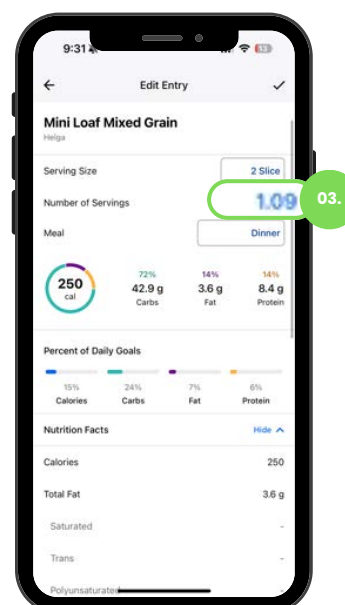 9:31
Edit Entry
Mini Loaf Mixed Grain
Helga
Serving Size
2 Slice
Number of Servings
1.09
03.
Meal
Dinner
250
cal
72%
42.9 g
Carbs
14%
3.6 g
Fat
14%
8.4 g
Protein
Percent of Daily Goals
15%
Calories
24%
Carbs
7%
Fat
6%
Protein
Nutrition Facts
Hide
Calories
250
Total Fat
3.6 g
Saturated
-
Trans
-
Polyunsaturated
-